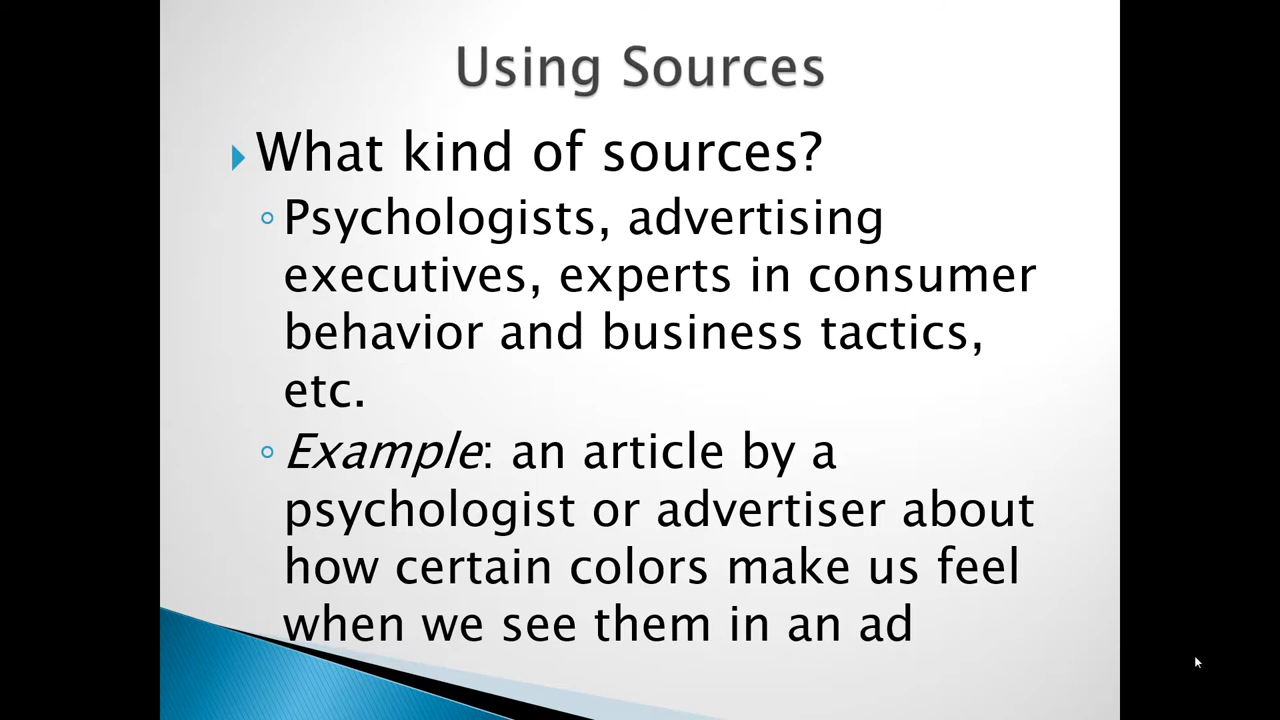 Using Sources
What kind of sources?
Psychologists, advertising
executives, experts in consumer
behavior and business tactics,
etc.
Example: an article by a
psychologist or advertiser about
how certain colors make us feel
when we see them in an ad